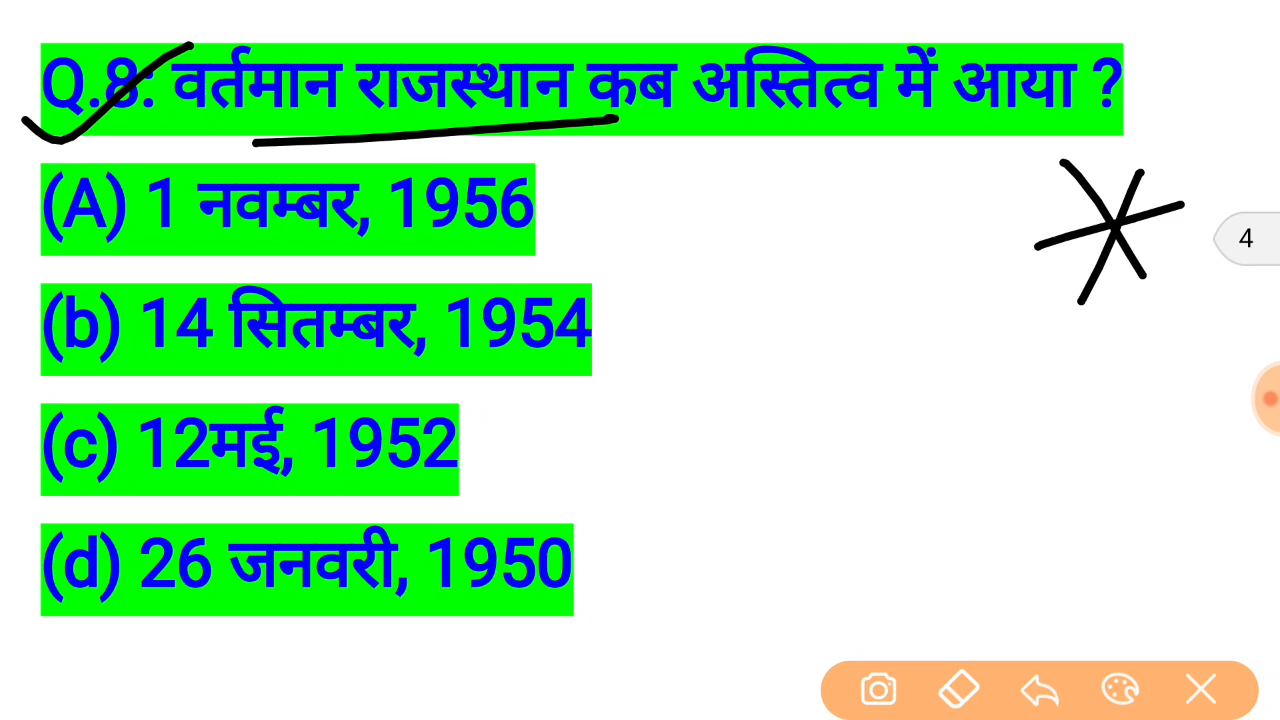 Q.8: वर्तमान राजस्थान कब अस्तित्व में आया ?
(A) 1 नवम्बर, 1956
4
(b) 14 सितम्बर, 1954
(c) 12मई, 1952
(d) 26 जनवरी, 1950